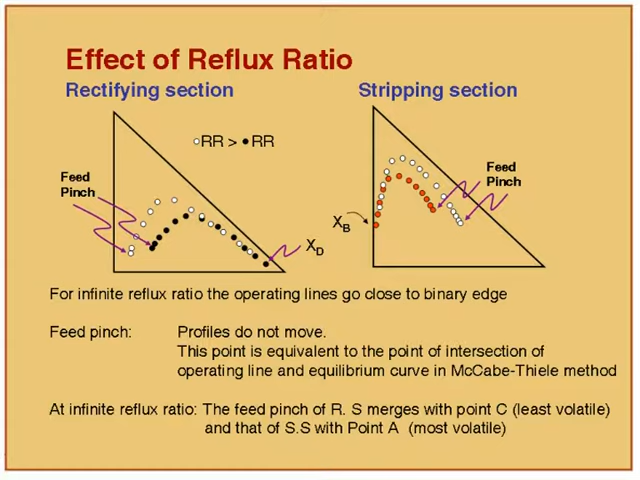 Effect of Reflux Ratio
Rectifying section
Stripping section
RR > RR
Feed
Pinch
X_D
Feed
Pinch
X_B
For infinite reflux ratio the operating lines go close to binary edge
Feed pinch: Profiles do not move.
This point is equivalent to the point of intersection of
operating line and equilibrium curve in McCabe-Thiele method
At infinite reflux ratio: The feed pinch of R. S merges with point C (least volatile)
and that of S.S with Point A (most volatile)